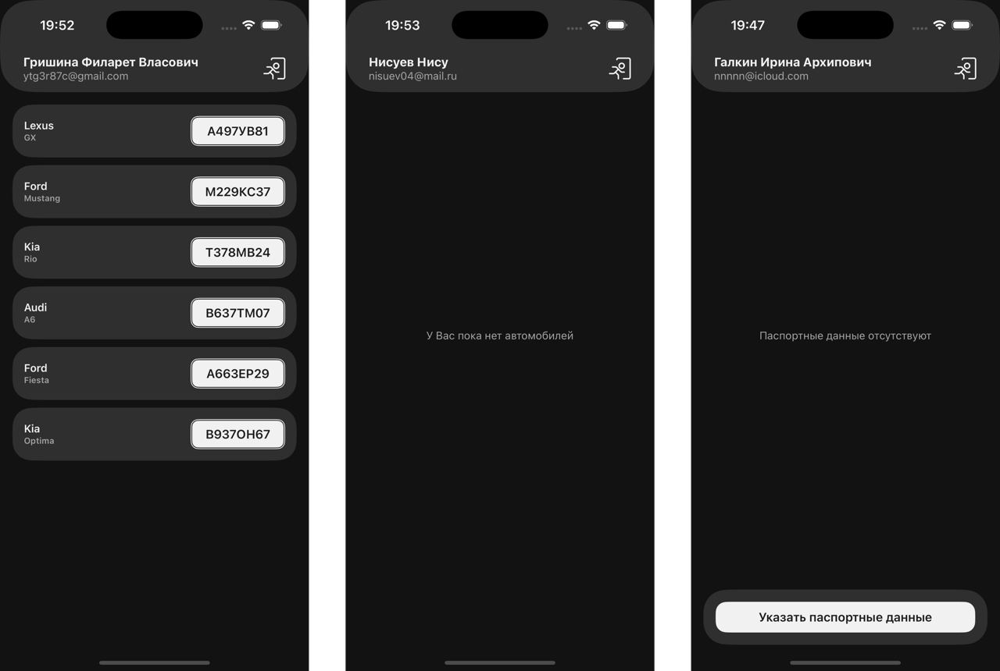 19:52
Гришина Филарет Власович
ytg3r87c@gmail.com
Lexus
GX
А497УВ81
Ford
Mustang
М229КС37
Kia
Rio
Т378МВ24
Audi
A6
В637ТМ07
Ford
Fiesta
А663ЕР29
Kia
Optima
В937ОН67
19:53
Нисуев Нису
nisuev04@mail.ru
У Вас пока нет автомобилей
19:47
Галкин Ирина Архипович
nnnnn@icloud.com
Паспортные данные отсутствуют
Указать паспортные данные